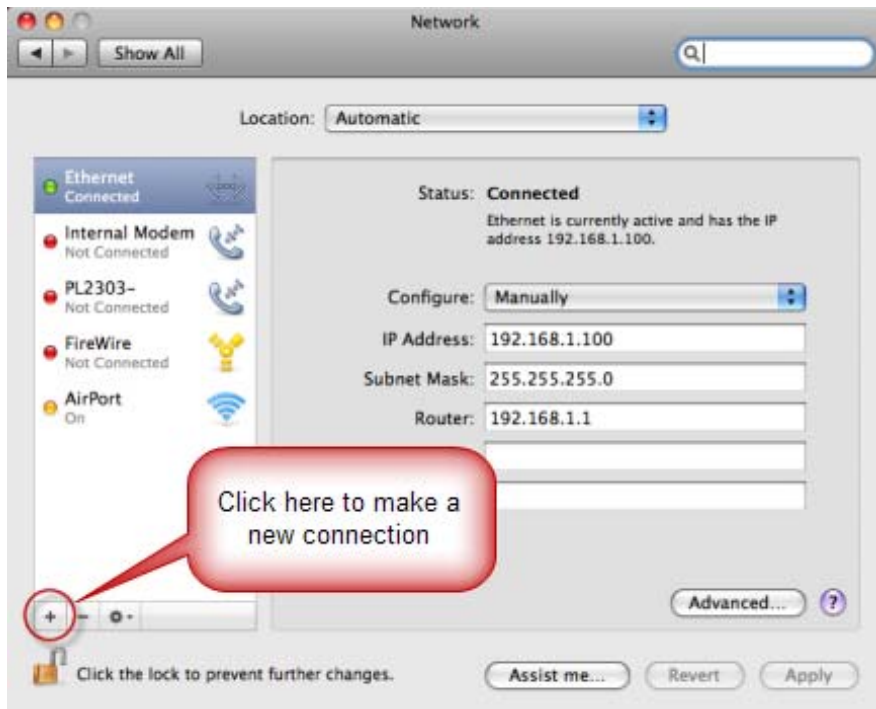 Network
Show All
Location: Automatic
Ethernet
Connected
Internal Modem
Not Connected
PL2303-
Not Connected
FireWire
Not Connected
AirPort
On
Status: Connected
Ethernet is currently active and has the IP
address 192.168.1.100.
Configure: Manually
IP Address: 192.168.1.100
Subnet Mask: 255.255.255.0
Router: 192.168.1.1
Click here to make a
new connection
Advanced... ?
+ -
Click the lock to prevent further changes.
Assist me... Revert Apply